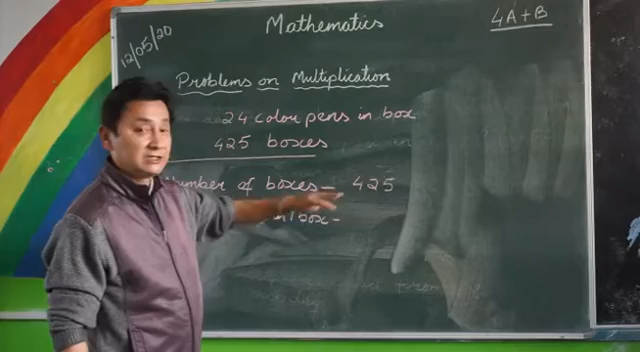 Mathematics
4A+B
12/05/20
Problems on Multiplication
24 colour pens in box
425 boxes
Number of boxes – 425
box –